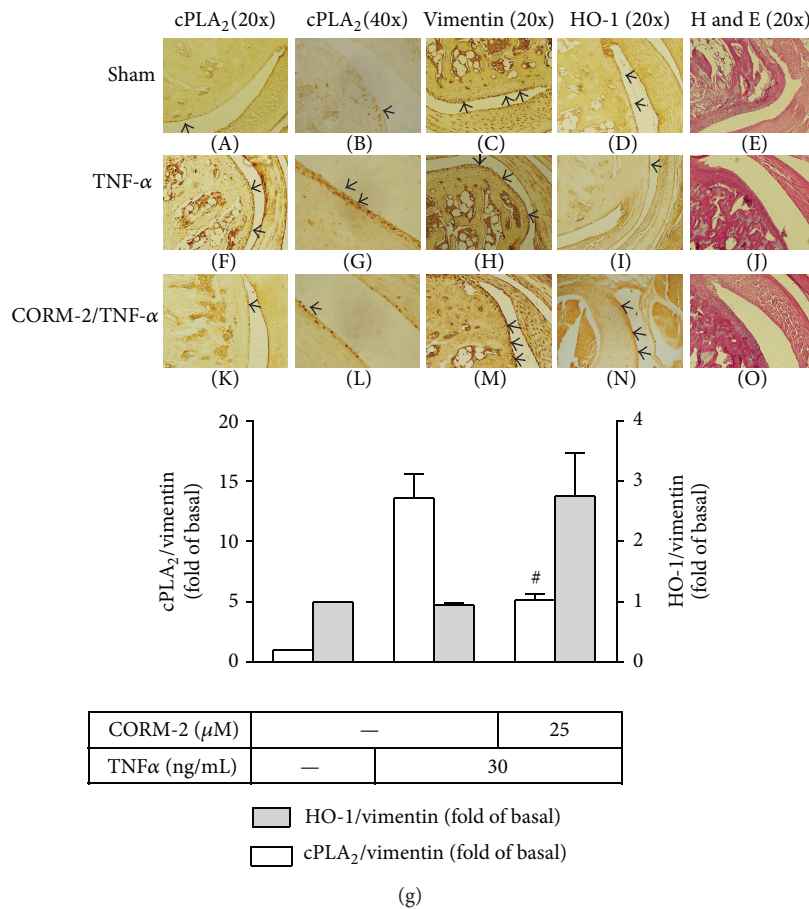 cPLA₂(20x) cPLA₂(40x) Vimentin (20x) HO-1 (20x) H and E (20x)
Sham
(A) (B) (C) (D) (E)
TNF-α
(F) (G) (H) (I) (J)
CORM-2/TNF-α
(K) (L) (M) (N) (O)
cPLA₂/vimentin
(fold of basal)
20
15
10
5
0
#
4
3
2
1
0
HO-1/vimentin
(fold of basal)
CORM-2 (μM) — 25
TNFα (ng/mL) — 30
HO-1/vimentin (fold of basal)
cPLA₂/vimentin (fold of basal)
(g)